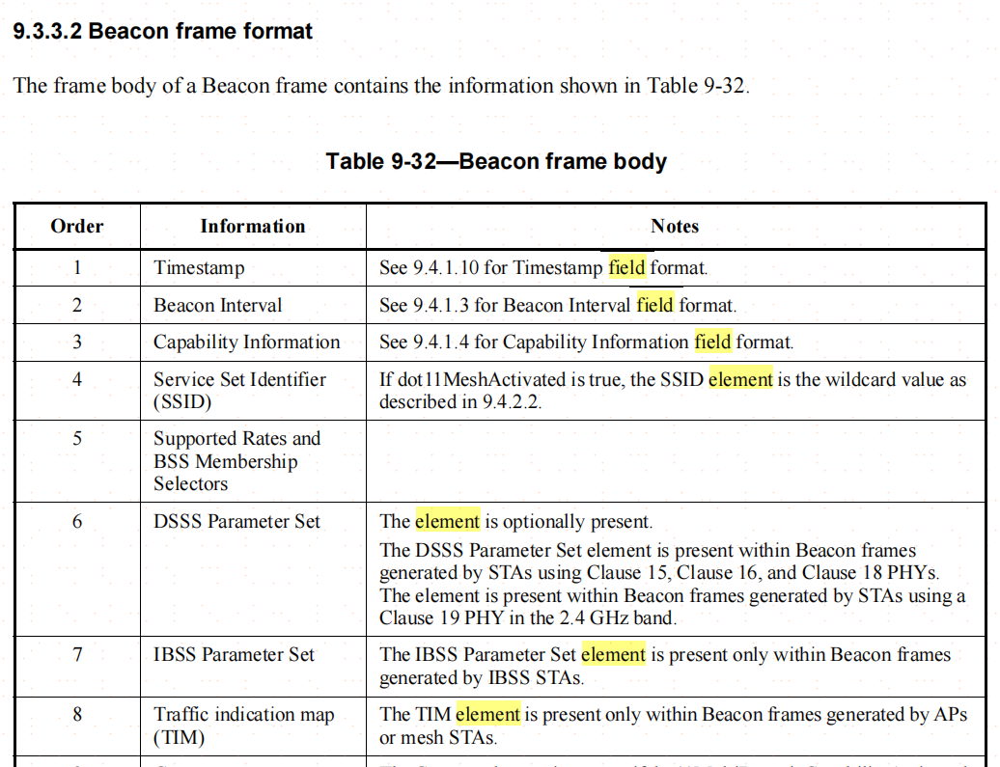 9.3.3.2 Beacon frame format
The frame body of a Beacon frame contains the information shown in Table 9-32.
Table 9-32—Beacon frame body
Order Information Notes
1 Timestamp See 9.4.1.10 for Timestamp field format.
2 Beacon Interval See 9.4.1.3 for Beacon Interval field format.
3 Capability Information See 9.4.1.4 for Capability Information field format.
4 Service Set Identifier If dot11MeshActivated is true, the SSID element is the wildcard value as
(SSID) described in 9.4.2.2.
5 Supported Rates and
BSS Membership
Selectors
6 DSSS Parameter Set The element is optionally present.
The DSSS Parameter Set element is present within Beacon frames
generated by STAs using Clause 15, Clause 16, and Clause 18 PHYs.
The element is present within Beacon frames generated by STAs using a
Clause 19 PHY in the 2.4 GHz band.
7 IBSS Parameter Set The IBSS Parameter Set element is present only within Beacon frames
generated by IBSS STAs.
8 Traffic indication map The TIM element is present only within Beacon frames generated by APs
(TIM) or mesh STAs.